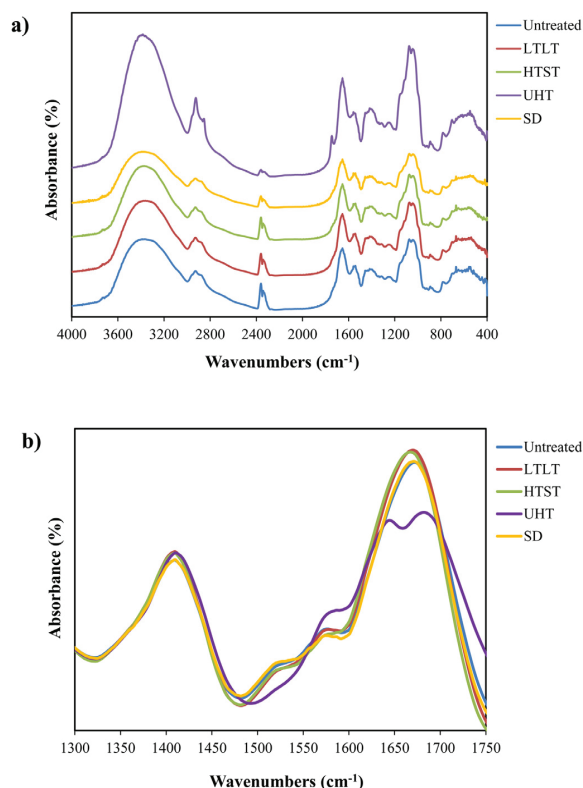 a)
Untreated
LTLT
HTST
UHT
SD
Absorbance (%)
4000 3600 3200 2800 2400 2000 1600 1200 800 400
Wavenumbers (cm⁻¹)
b)
Untreated
LTLT
HTST
UHT
SD
Absorbance (%)
1300 1350 1400 1450 1500 1550 1600 1650 1700 1750
Wavenumbers (cm⁻¹)